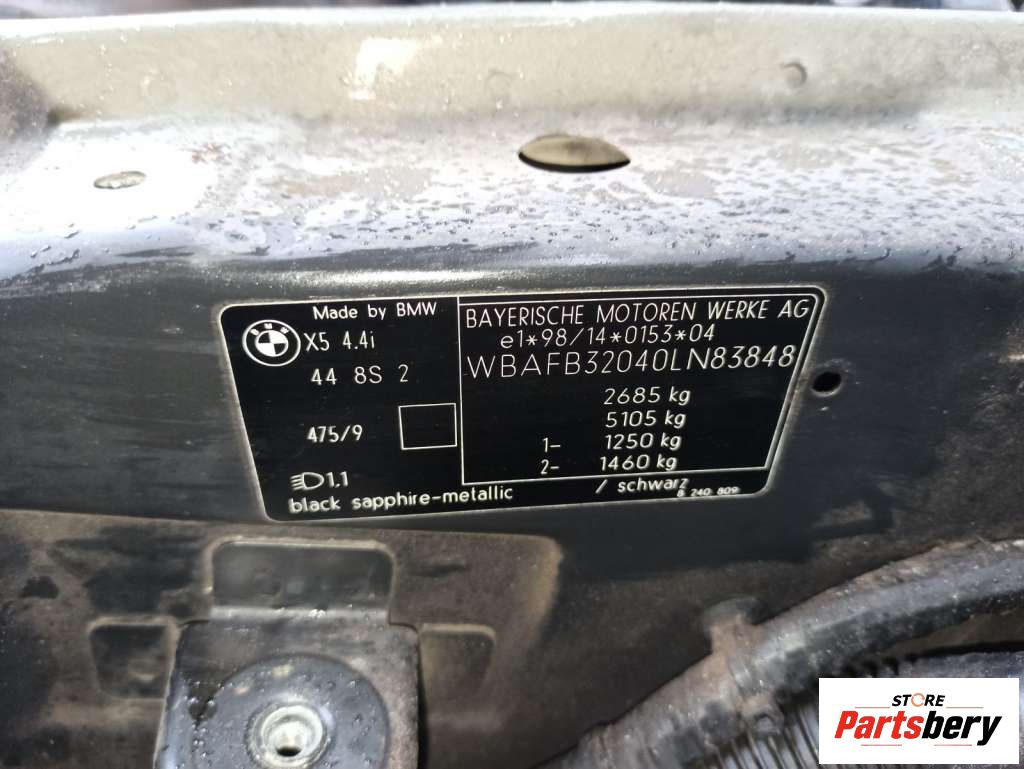 Made by BMW
X5 4.4i
44 8S 2
475/9
1.1
black sapphire-metallic / schwarz
8 240 809
BAYERISCHE MOTOREN WERKE AG
e1*98/14*0153*04
WBAFB32040LN83848
2685 kg
5105 kg
1- 1250 kg
2- 1460 kg
STORE
Partsbery